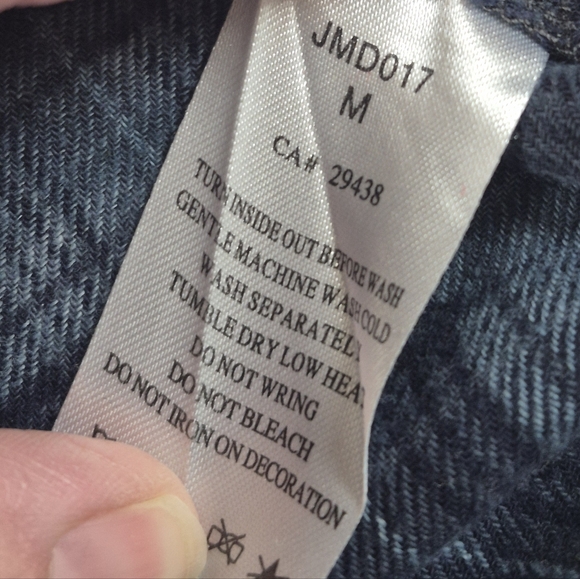 JMD017
M
CA# 29438
TURN INSIDE OUT BEFORE WASH
GENTLE MACHINE WASH COLD
WASH SEPARATELY
TUMBLE DRY LOW HEAT
DO NOT WRING
DO NOT BLEACH
DO NOT IRON ON DECORATION